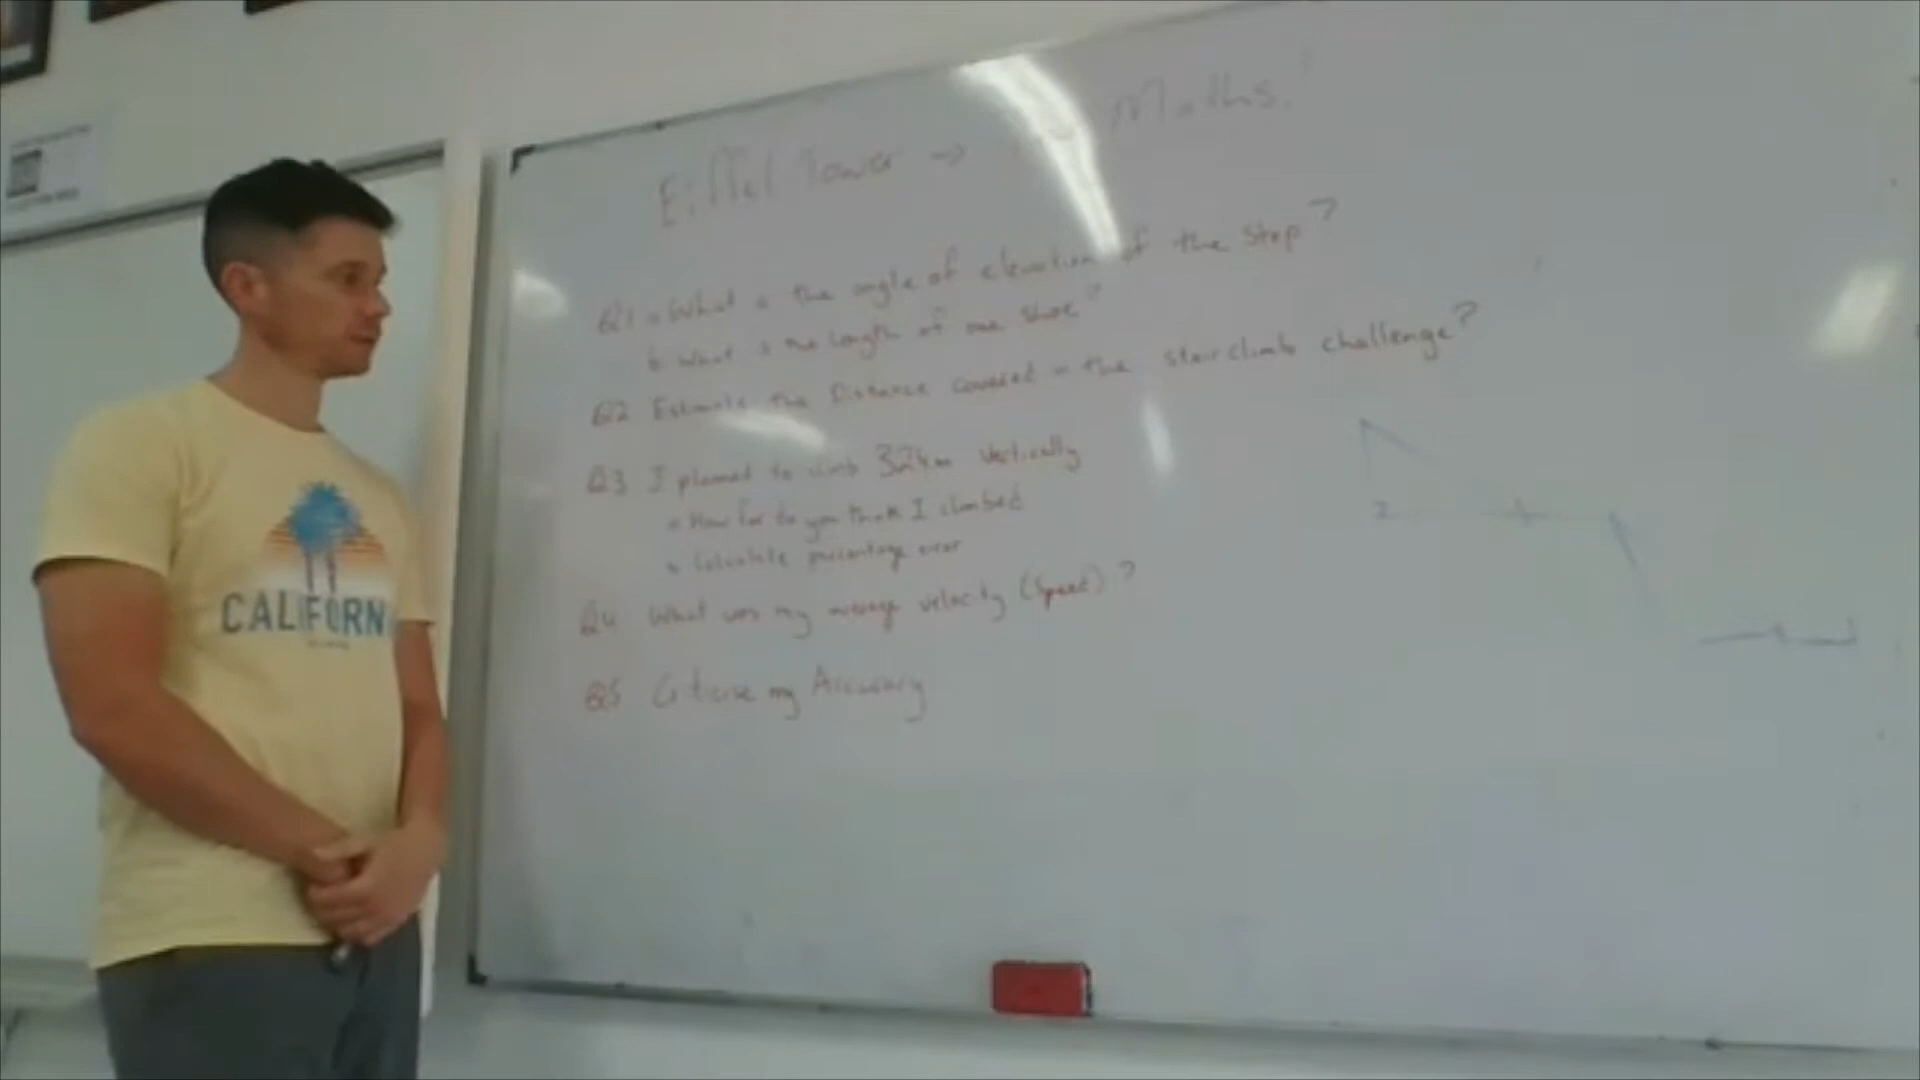 Eiffel Tower → Maths!
Q1 a What is the angle of elevation of the step?
b. What is the length of one shoe?
Q2 Estimate the Distance covered in the stairclimb challenge?
Q3 I planned to climb 324m Vertically
a How far do you think I climbed
b Calculate percentage error
Q4 What was my average velocity (Speed)?
Q5 Criticise my Accuracy
CALIFORN